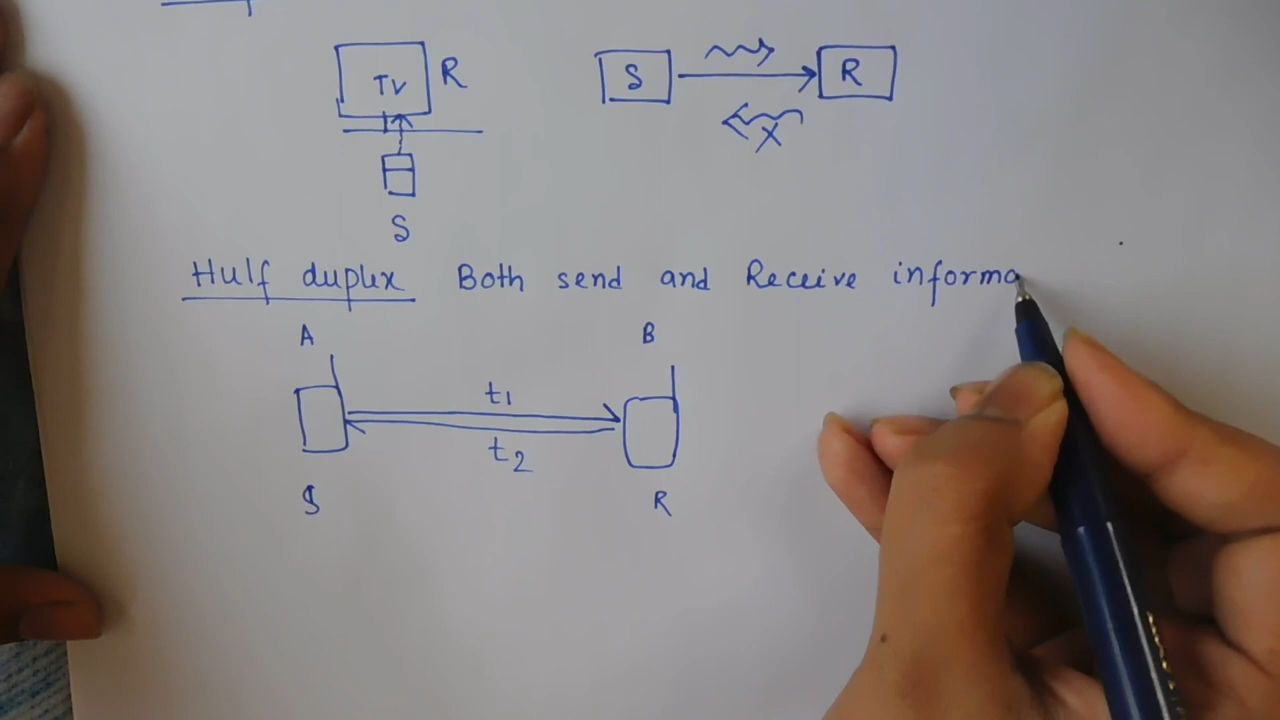 TV R S R
X
S
Hulf duplex Both send and Receive informa
A B
t1
t2
S R